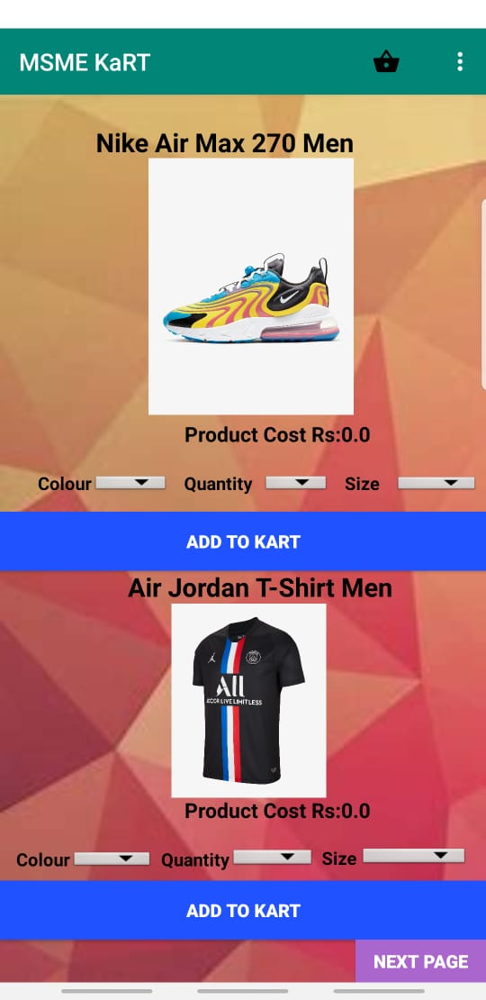 MSME KaRT
Nike Air Max 270 Men
Product Cost Rs:0.0
Colour Quantity Size
ADD TO KART
Air Jordan T-Shirt Men
ALL
ACCOR LIVE LIMITLESS
Product Cost Rs:0.0
Colour Quantity Size
ADD TO KART
NEXT PAGE